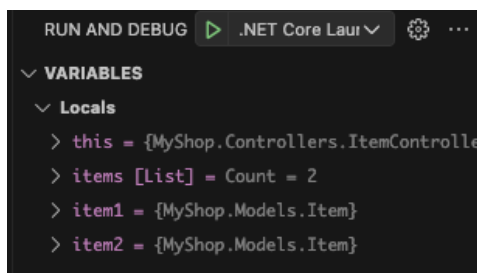 RUN AND DEBUG .NET Core Laur
VARIABLES
Locals
this = {MyShop.Controllers.ItemControlle
items [List] = Count = 2
item1 = {MyShop.Models.Item}
item2 = {MyShop.Models.Item}